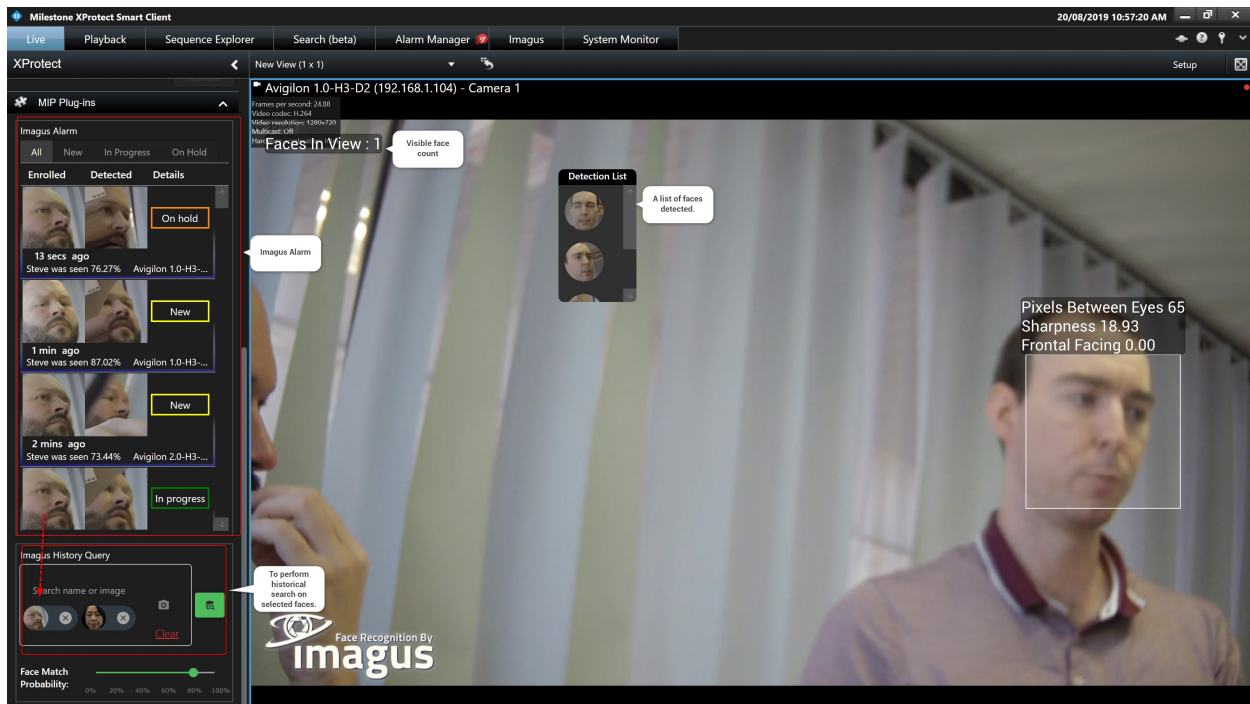 Milestone XProtect Smart Client
20/08/2019 10:57:20 AM
Live
Playback
Sequence Explorer
Search (beta)
Alarm Manager
Imagus
System Monitor
XProtect
New View (1 x 1)
Setup
MIP Plug-ins
Imagus Alarm
All
New
In Progress
On Hold
Enrolled
Detected
Details
On hold
13 secs ago
Steve was seen 76.27%
Avigilon 1.0-H3-...
New
1 min ago
Steve was seen 87.02%
Avigilon 1.0-H3-...
New
2 mins ago
Steve was seen 73.44%
Avigilon 2.0-H3-...
In progress
Imagus History Query
Search name or image
Clear
Face Match
Probability:
0% 20% 40% 60% 80% 100%
Avigilon 1.0-H3-D2 (192.168.1.104) - Camera 1
Frames per second: 24.88
Video codec: H.264
Video resolution: 1280x720
Multicast: Off
Faces In View : 1
Visible face
count
Detection List
A list of faces
detected.
Imagus Alarm
Pixels Between Eyes 65
Sharpness 18.93
Frontal Facing 0.00
To perform
historical
search on
selected faces.
Face Recognition By
imagus